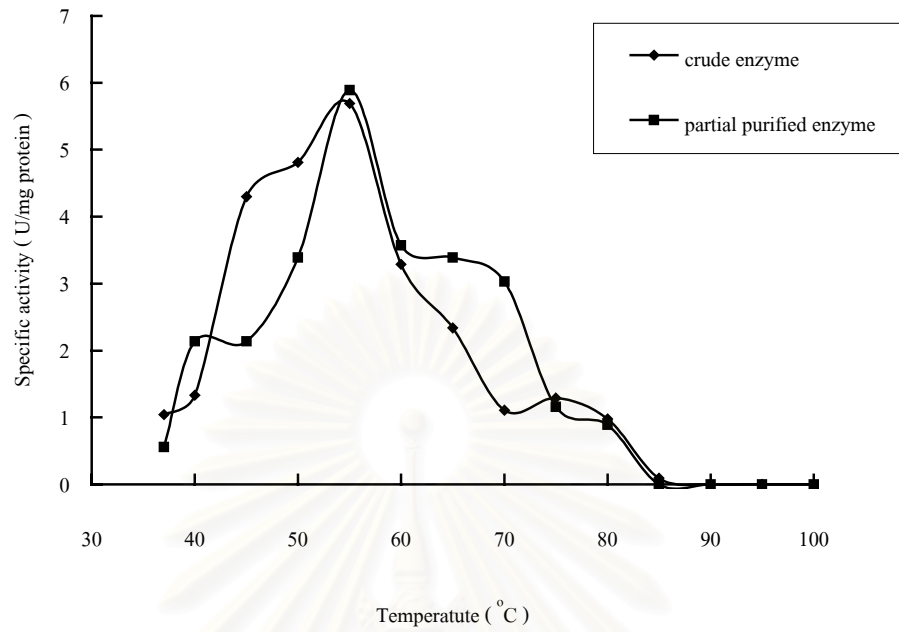 7
6
5
4
3
2
1
0
Specific activity ( U/mg protein )
crude enzyme
partial purified enzyme
30 40 50 60 70 80 90 100
Temperatute ( °C )